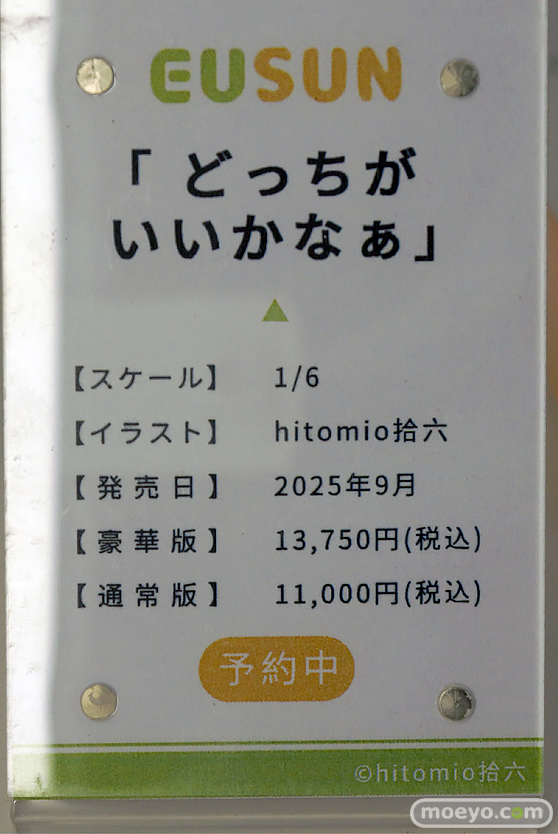 EUSUN
「どっちが
いいかなぁ」
▲
【スケール】 1/6
【イラスト】 hitomio拾六
【発売日】 2025年9月
【豪華版】 13,750円(税込)
【通常版】 11,000円(税込)
予約中
©hitomio拾六
moeyo.com